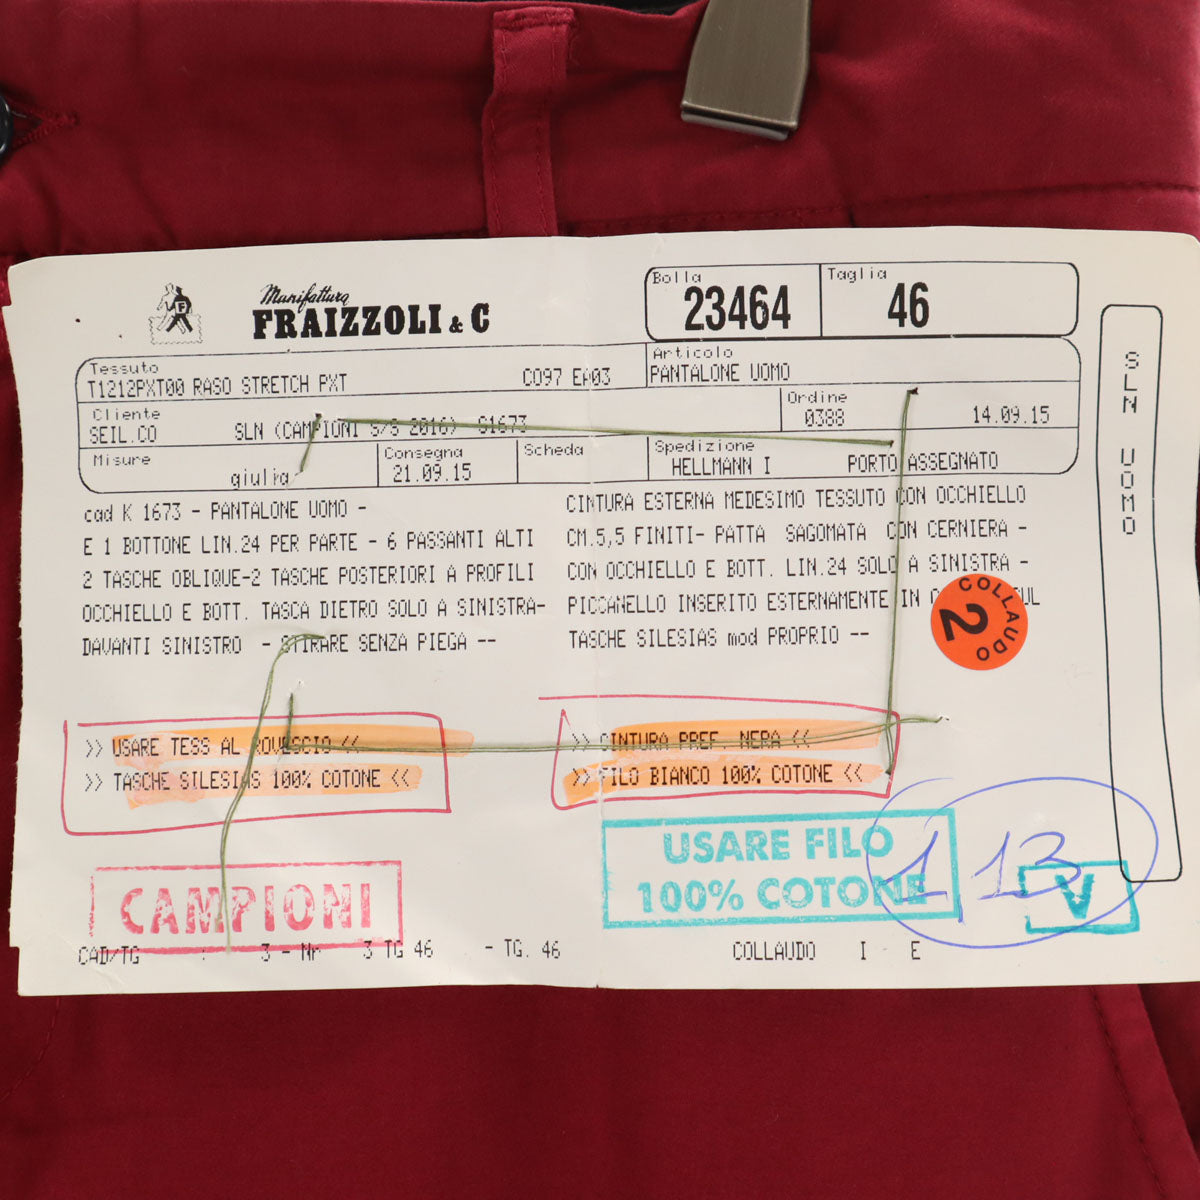 Manifattura
FRAIZZOLI & C
F
Bolla
23464
Taglia
46
Tessuto
T1212PXT00 RASO STRETCH PXT CO97 EA03
Articolo
PANTALONE UOMO
Cliente
SEIL.CO SLN (CAMPIONI S/S 2016) G1673
Ordine
0388 14.09.15
Misure
giulia
Consegna
21.09.15
Scheda
Spedizione
HELLMANN I PORTO ASSEGNATO
cad K 1673 - PANTALONE UOMO -
E 1 BOTTONE LIN.24 PER PARTE - 6 PASSANTI ALTI
2 TASCHE OBLIQUE-2 TASCHE POSTERIORI A PROFILI
OCCHIELLO E BOTT. TASCA DIETRO SOLO A SINISTRA-
DAVANTI SINISTRO - STIRARE SENZA PIEGA --
CINTURA ESTERNA MEDESIMO TESSUTO CON OCCHIELLO
CM.5,5 FINITI- PATTA SAGOMATA CON CERNIERA -
CON OCCHIELLO E BOTT. LIN.24 SOLO A SINISTRA -
PICCANELLO INSERITO ESTERNAMENTE IN
TASCHE SILESIAS mod PROPRIO --
COLLAUDO
2
COLLAUDO
>> USARE TESS AL ROVESCIO <<
>> TASCHE SILESIAS 100% COTONE <<
>> CINTURA PREF. NERA <<
>> FILO BIANCO 100% COTONE <<
CAMPIONI
USARE FILO
100% COTONE
1 13
V
CAD/TG : 3 - Nr 3 TG 46 - TG. 46
COLLAUDO I E
SLN UOMO